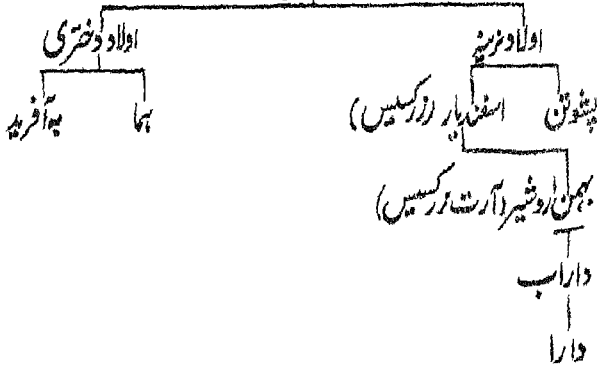 اولاد نرینہ اولاد دختری
پشوتن اسفندیار (زرکسیس) ہما بہ آفرید
بہمن اردشیر (آرت زرکسیس)
داراب
دارا